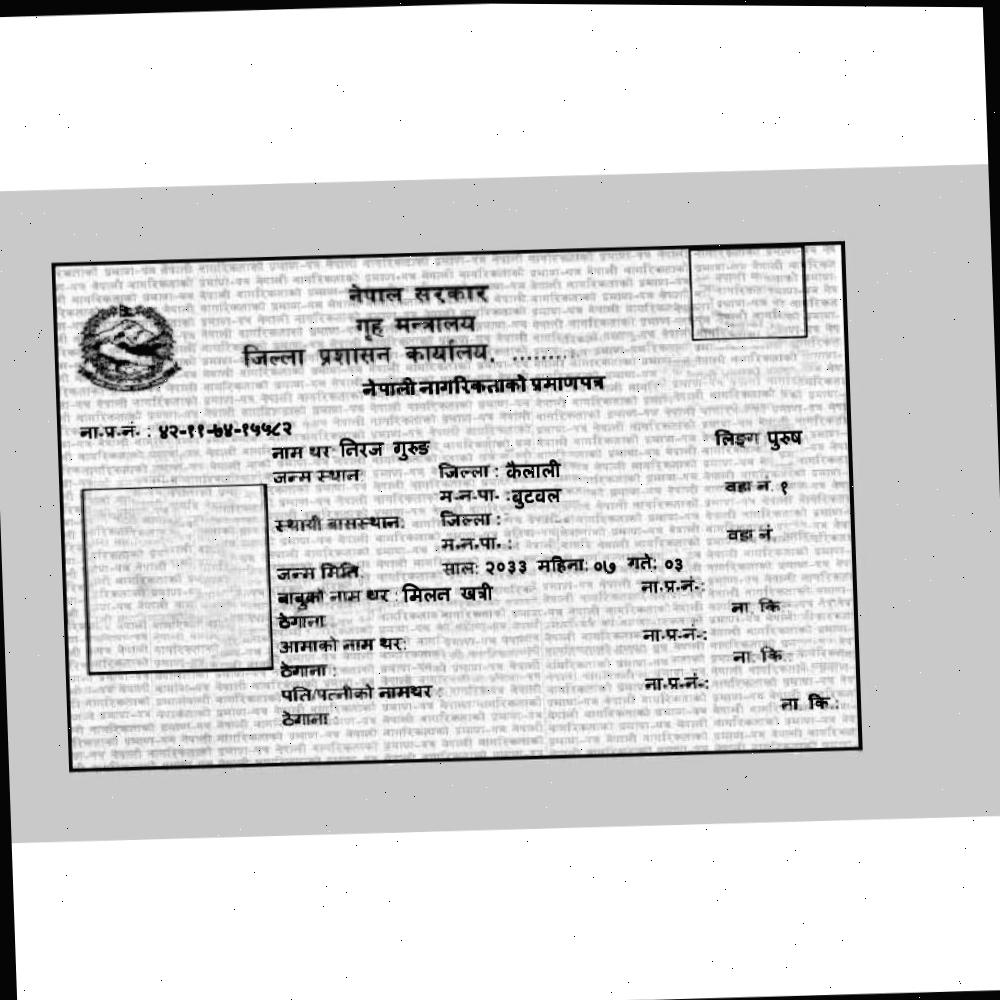 नेपाल सरकार
गृह मन्त्रालय
जिल्ला प्रशासन कार्यालय, ........
नेपाली नागरिकताको प्रमाणपत्र
ना.प्र.नं. : ४२-११-७४-१५५८२
नाम थर निरज गुरुङ लिङ्ग पुरुष
जन्म स्थान: जिल्ला : कैलाली
म.न.पा. : बुटवल वडा नं. १
स्थायी बासस्थान: जिल्ला :
म.न.पा. : वडा नं.
जन्म मिति: साल: २०३३ महिना: ०७ गते: ०३
बाबुको नाम थर : मिलन खत्री ना.प्र.नं.:
ठेगाना: ना. कि.:
आमाको नाम थर: ना.प्र.नं.:
ठेगाना : ना. कि.:
पति/पत्नीको नामथर : ना.प्र.नं.:
ठेगाना : ना. कि.: